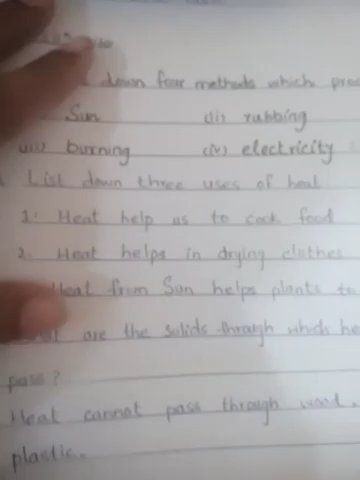 down four methods which
Sun (ii) rubbing
(iii) burning (iv) electricity
List down three uses of heat
1. Heat help us to cook food
2. Heat helps in drying clothes
Heat from Sun helps plants to
are the solids through which
pass?
Heat cannot pass through wood,
plastic.